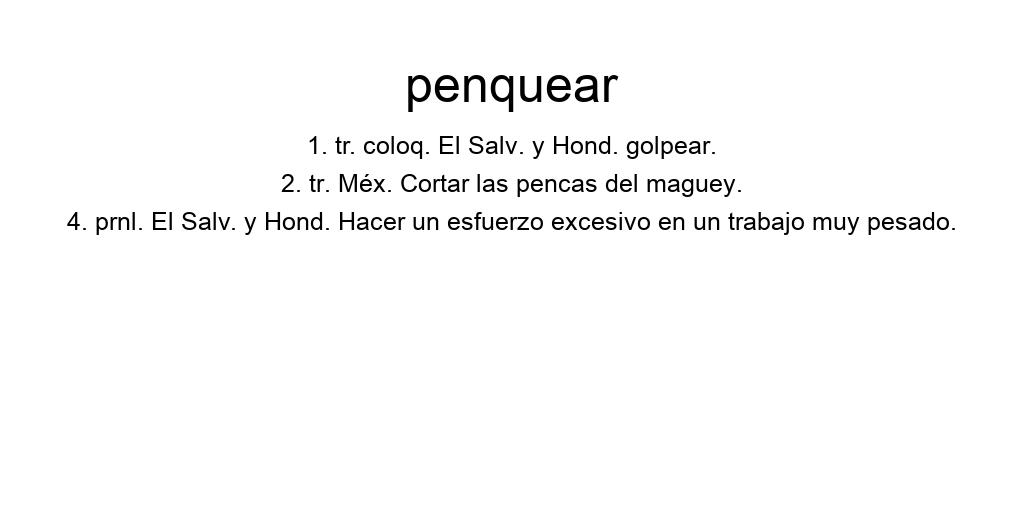 penquear
1. tr. coloq. El Salv. y Hond. golpear.
2. tr. Méx. Cortar las pencas del maguey.
4. prnl. El Salv. y Hond. Hacer un esfuerzo excesivo en un trabajo muy pesado.